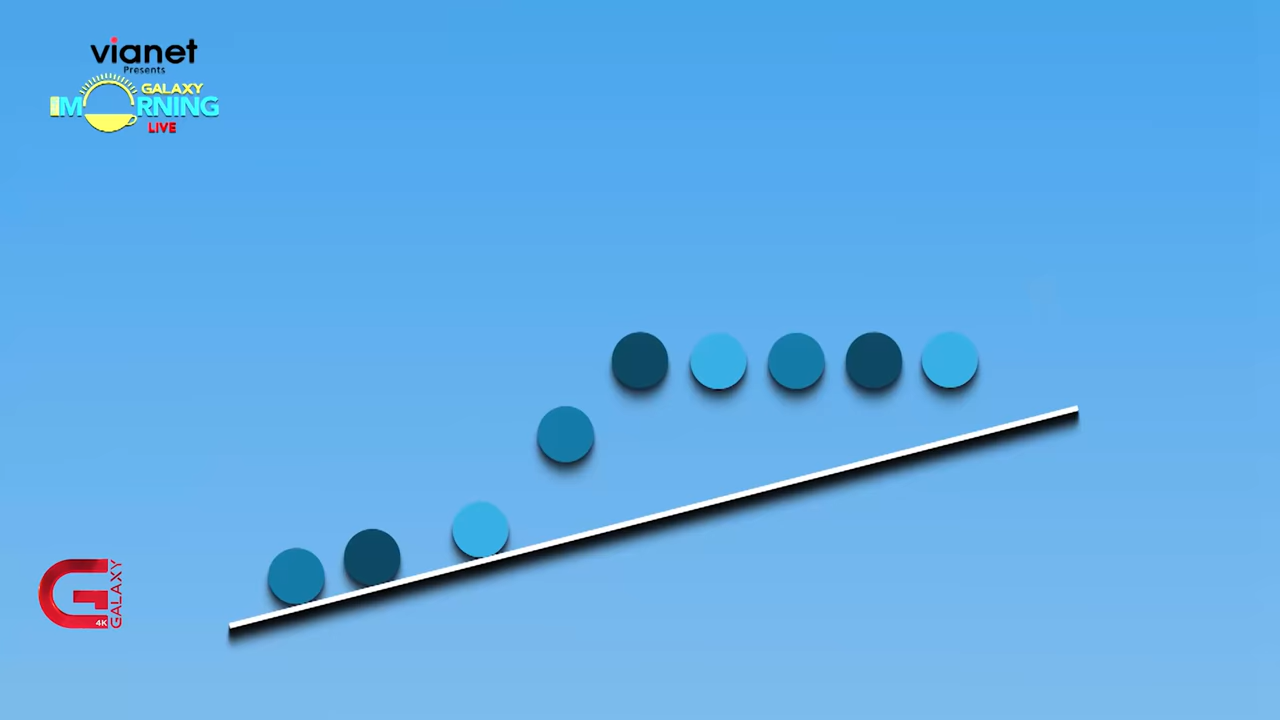 vianet
Presents
GALAXY
MORNING
LIVE
GALAXY
4K